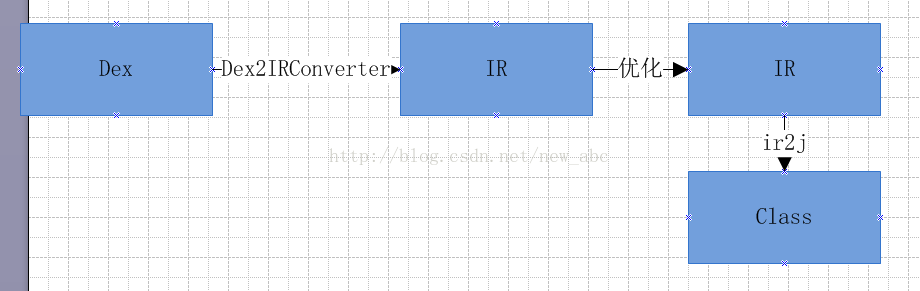 Dex
Dex2IRConverter
IR
优化
IR
ir2j
http://blog.csdn.net/new_abc
Class